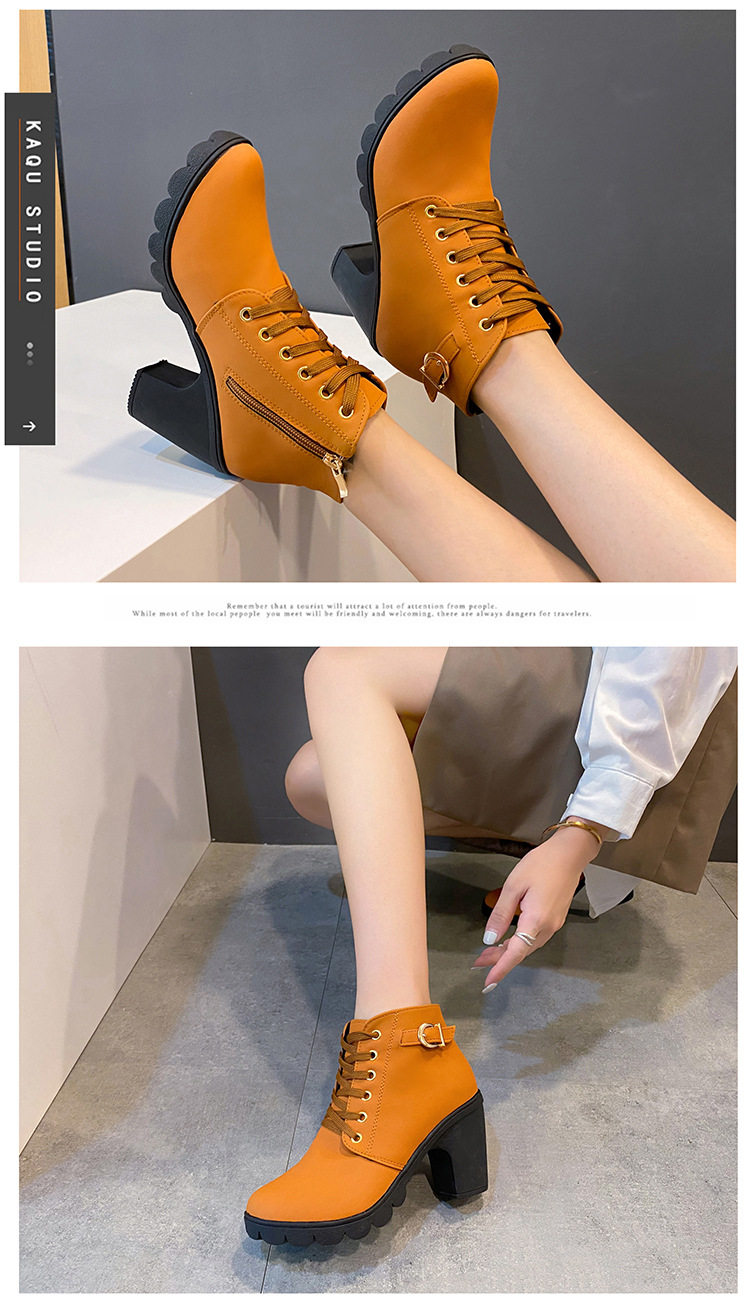 KAQU STUDIO
Remember that a tourist will attract a lot of attention from people.
While most of the local pepople you meet will be friendly and welcoming, there are always dangers for travelers.